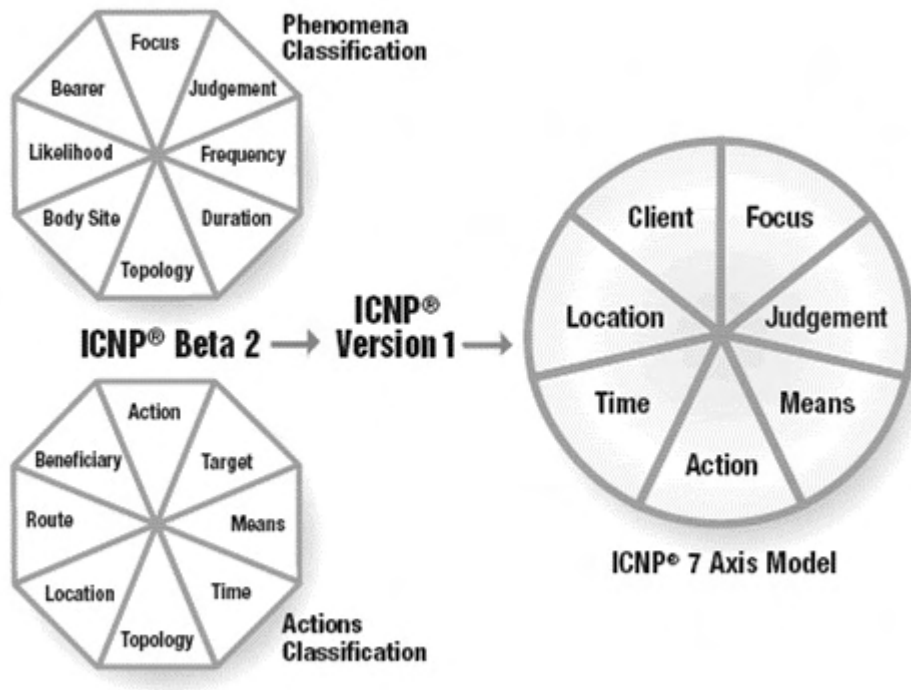 Phenomena
Classification
Focus
Judgement
Frequency
Duration
Topology
Body Site
Likelihood
Bearer
ICNP® Beta 2
ICNP®
Version 1
Action
Target
Means
Time
Topology
Location
Route
Beneficiary
Actions
Classification
Client
Focus
Judgement
Means
Action
Time
Location
ICNP® 7 Axis Model